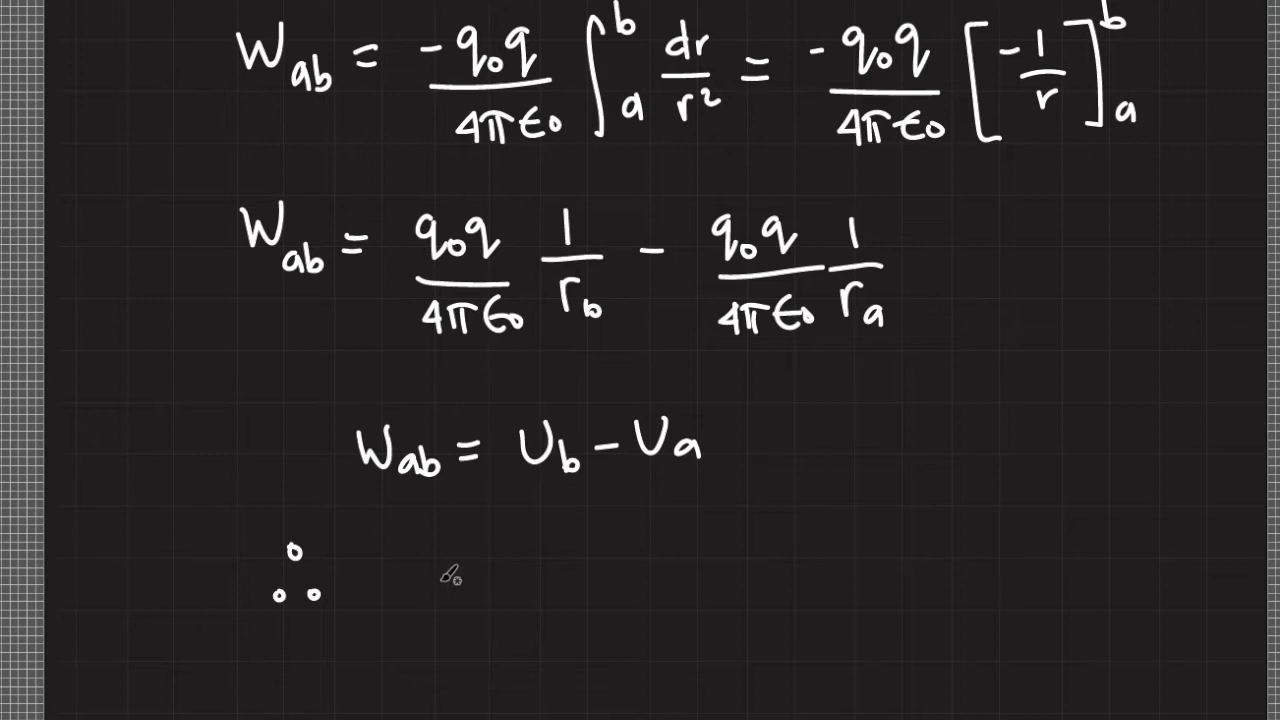 W_ab = -q₀q/4πϵ₀ ∫_a^b dr/r² = -q₀q/4πϵ₀ [-1/r]_a^b
W_ab = q₀q/4πϵ₀ 1/r_b - q₀q/4πϵ₀ 1/r_a
W_ab = U_b - U_a
∴